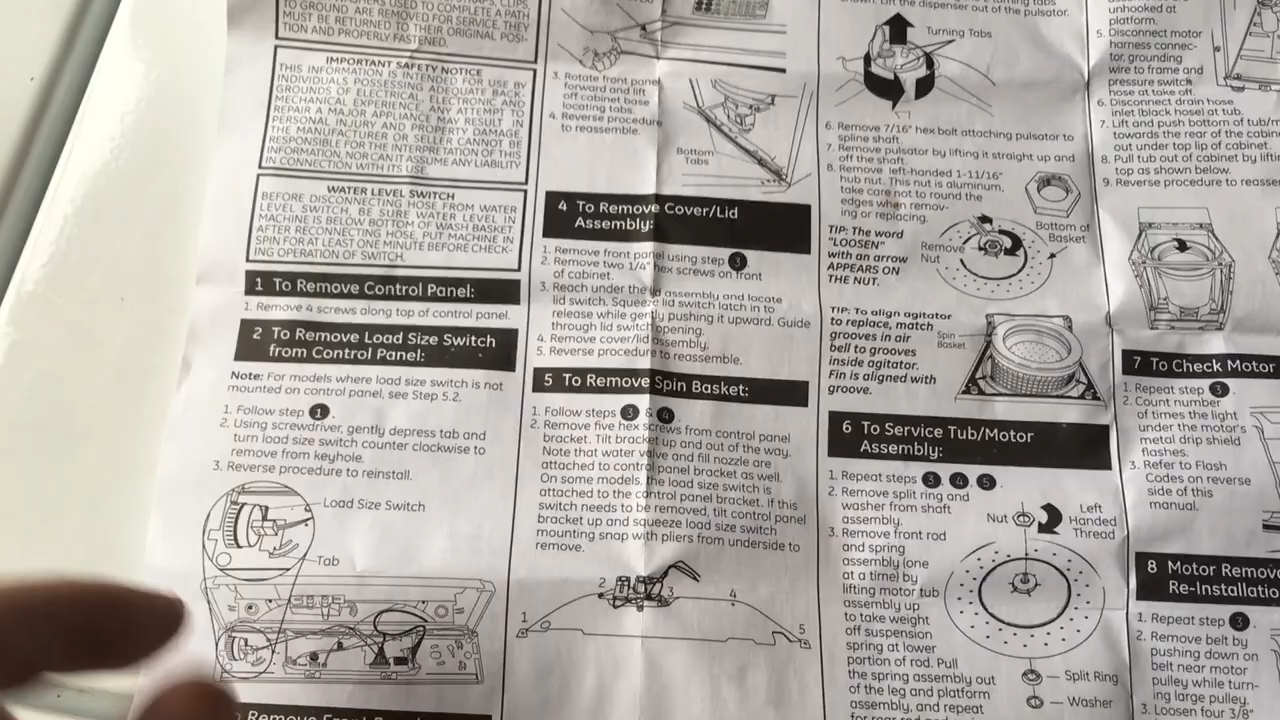 WASHERS USED TO COMPLETE A PATH
TO GROUND ARE REMOVED FOR SERVICE, THEY
MUST BE RETURNED TO THEIR ORIGINAL POSI-
TION AND PROPERLY FASTENED.
IMPORTANT SAFETY NOTICE
THIS INFORMATION IS INTENDED FOR USE BY
INDIVIDUALS POSSESSING ADEQUATE BACK-
GROUNDS OF ELECTRICAL, ELECTRONIC AND
MECHANICAL EXPERIENCE. ANY ATTEMPT TO
REPAIR A MAJOR APPLIANCE MAY RESULT IN
PERSONAL INJURY AND PROPERTY DAMAGE.
THE MANUFACTURER OR SELLER CANNOT BE
RESPONSIBLE FOR THE INTERPRETATION OF THIS
INFORMATION, NOR CAN IT ASSUME ANY LIABILITY
IN CONNECTION WITH ITS USE.
WATER LEVEL SWITCH
BEFORE DISCONNECTING HOSE FROM WATER
LEVEL SWITCH, BE SURE WATER LEVEL IN
MACHINE IS BELOW BOTTOM OF WASH BASKET.
AFTER RECONNECTING HOSE, PUT MACHINE IN
SPIN FOR AT LEAST ONE MINUTE BEFORE CHECK-
ING OPERATION OF SWITCH.
1 To Remove Control Panel:
1. Remove 4 screws along top of control panel.
2 To Remove Load Size Switch
from Control Panel:
Note: For models where load size switch is not
mounted on control panel, see Step 5.2.
1. Follow step 1.
2. Using screwdriver, gently depress tab and
turn load size switch counter clockwise to
remove from keyhole.
3. Reverse procedure to reinstall.
Load Size Switch
Tab
3. Rotate front panel
forward and lift
off cabinet base
locating tabs.
4. Reverse procedure
to reassemble.
Bottom
Tabs
4 To Remove Cover/Lid
Assembly:
1. Remove front panel using step 3
2. Remove two 1/4" hex screws on front
of cabinet.
3. Reach under the lid assembly and locate
lid switch. Squeeze lid switch latch in to
release while gently pushing it upward. Guide
through lid switch opening.
4. Remove cover/lid assembly.
5. Reverse procedure to reassemble.
5 To Remove Spin Basket:
1. Follow steps 3 & 4
2. Remove five hex screws from control panel
bracket. Tilt bracket up and out of the way.
Note that water valve and fill nozzle are
attached to control panel bracket as well.
On some models, the load size switch is
attached to the control panel bracket. If this
switch needs to be removed, tilt control panel
bracket up and squeeze load size switch
mounting snap with pliers from underside to
remove.
1
2
3
4
5
Lift the dispenser out of the pulsator.
Turning Tabs
6. Remove 7/16" hex bolt attaching pulsator to
spline shaft.
7. Remove pulsator by lifting it straight up and
off the shaft.
8. Remove left-handed 1-11/16"
hub nut. This nut is aluminum,
take care not to round the
edges when remov-
ing or replacing.
TIP: The word
"LOOSEN"
with an arrow
APPEARS ON
THE NUT.
Remove
Nut
Bottom of
Basket
TIP: To align agitator
to replace, match
grooves in air
bell to grooves
inside agitator.
Fin is aligned with
groove.
Spin
Basket
6 To Service Tub/Motor
Assembly:
1. Repeat steps 3, 4, 5.
2. Remove split ring and
washer from shaft
assembly.
3. Remove front rod
and spring
assembly (one
at a time) by
lifting motor tub
assembly up
to take weight
off suspension
spring at lower
portion of rod. Pull
the spring assembly out
of the leg and platform
assembly, and repeat
Nut
Left
Handed
Thread
Split Ring
Washer
unhooked at
platform.
5. Disconnect motor
harness connec-
tor, grounding
wire to frame and
pressure switch
hose at take off.
6. Disconnect drain hose
inlet (black hose) at tub.
7. Lift and push bottom of tub/m
towards the rear of the cabin
out under top lip of cabinet.
8. Pull tub out of cabinet by lifti
top as shown below.
9. Reverse procedure to reasse
7 To Check Motor
1. Repeat step 3.
2. Count number
of times the light
under the motor's
metal drip shield
flashes.
3. Refer to Flash
Codes on reverse
side of this
manual.
8 Motor Remov
Re-Installatio
1. Repeat step 3.
2. Remove belt by
pushing down on
belt near motor
pulley while turn-
ing large pulley.
3. Loosen four 3/8"